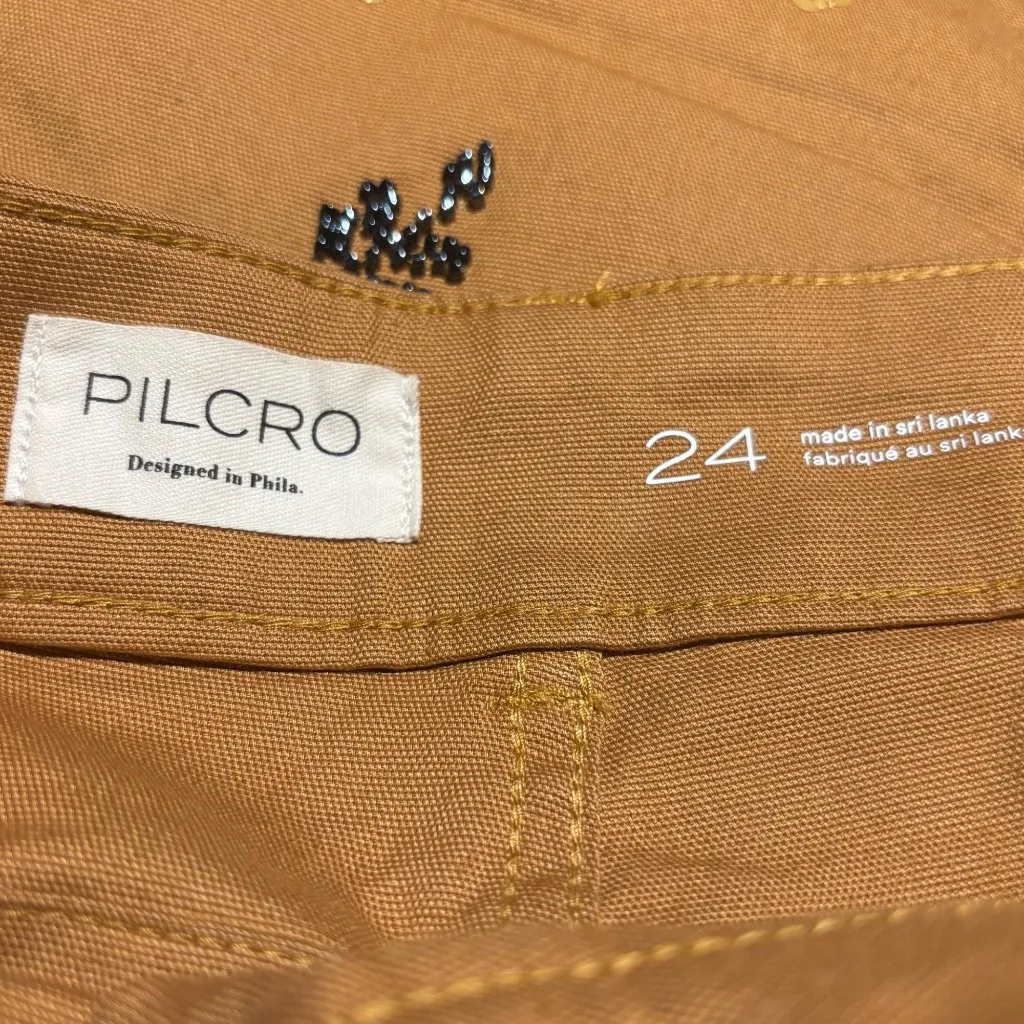 PILCRO
Designed in Phila.
24
made in sri lanka
fabriqué au sri lanka